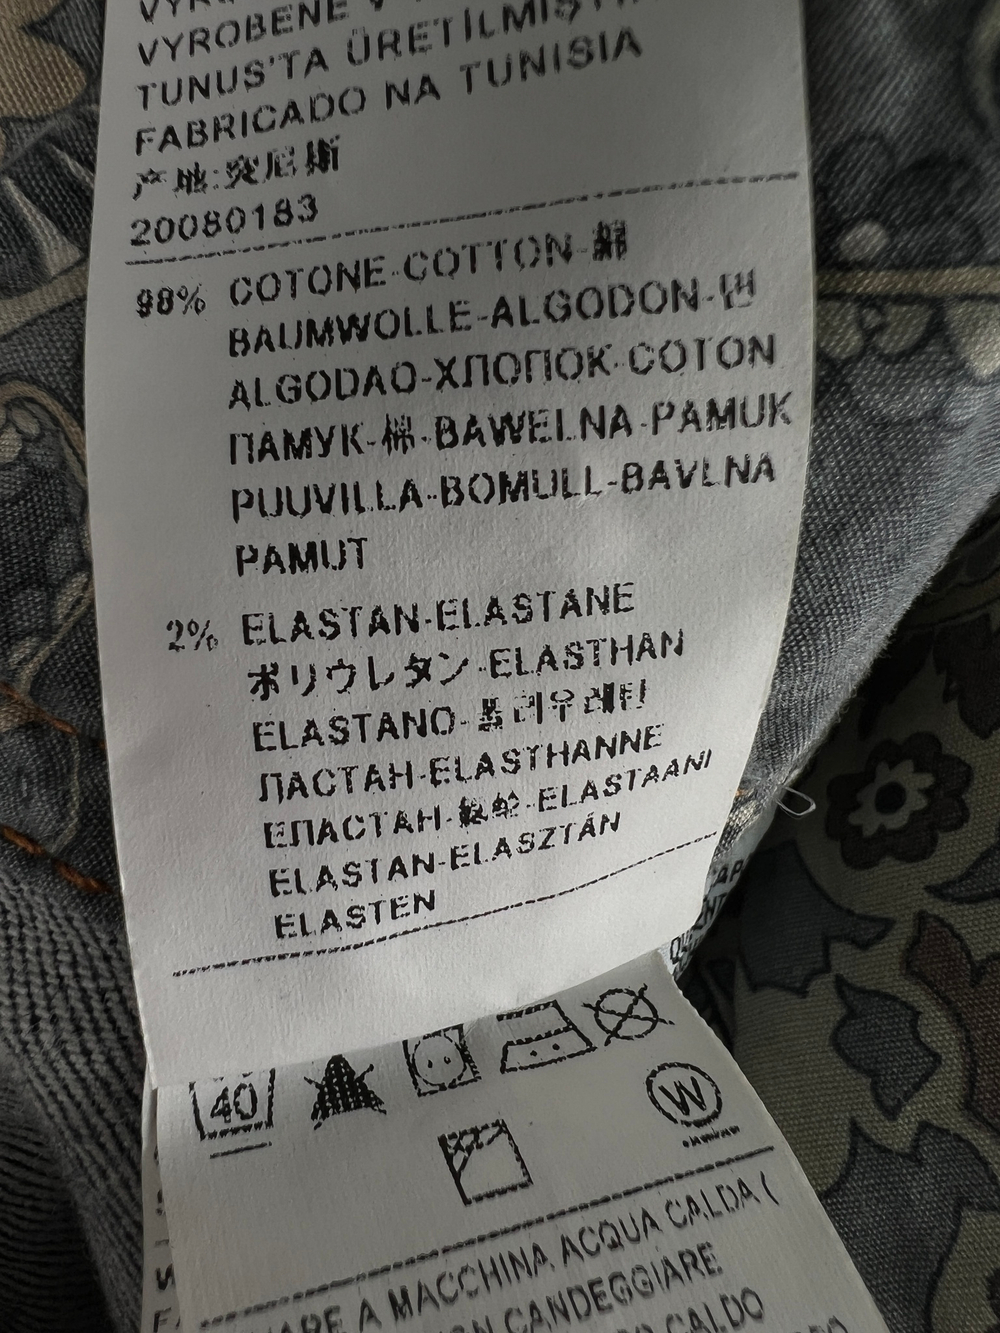 VYROBENE V
TUNUS'TA ÜRETİLMİŞTİR
FABRICADO NA TUNISIA
产地:突尼斯
20080183
98% COTONE-COTTON-綿
BAUMWOLLE-ALGODON-면
ALGODAO-ХЛОПОК-COTON
ПАМУК-棉-BAWELNA-PAMUK
PUUVILLA-BOMULL-BAVLNA
PAMUT
2% ELASTAN-ELASTANE
ポリウレタン-ELASTHAN
ELASTANO-폴리우레탄
ЛАСТАН-ELASTHANNE
ЕЛАСТАН-氨纶-ELASTAANI
ELASTAN-ELASZTÁN
ELASTEN
40
W
A MACCHINA ACQUA CALDA (
CANDEGGIARE
CALDO